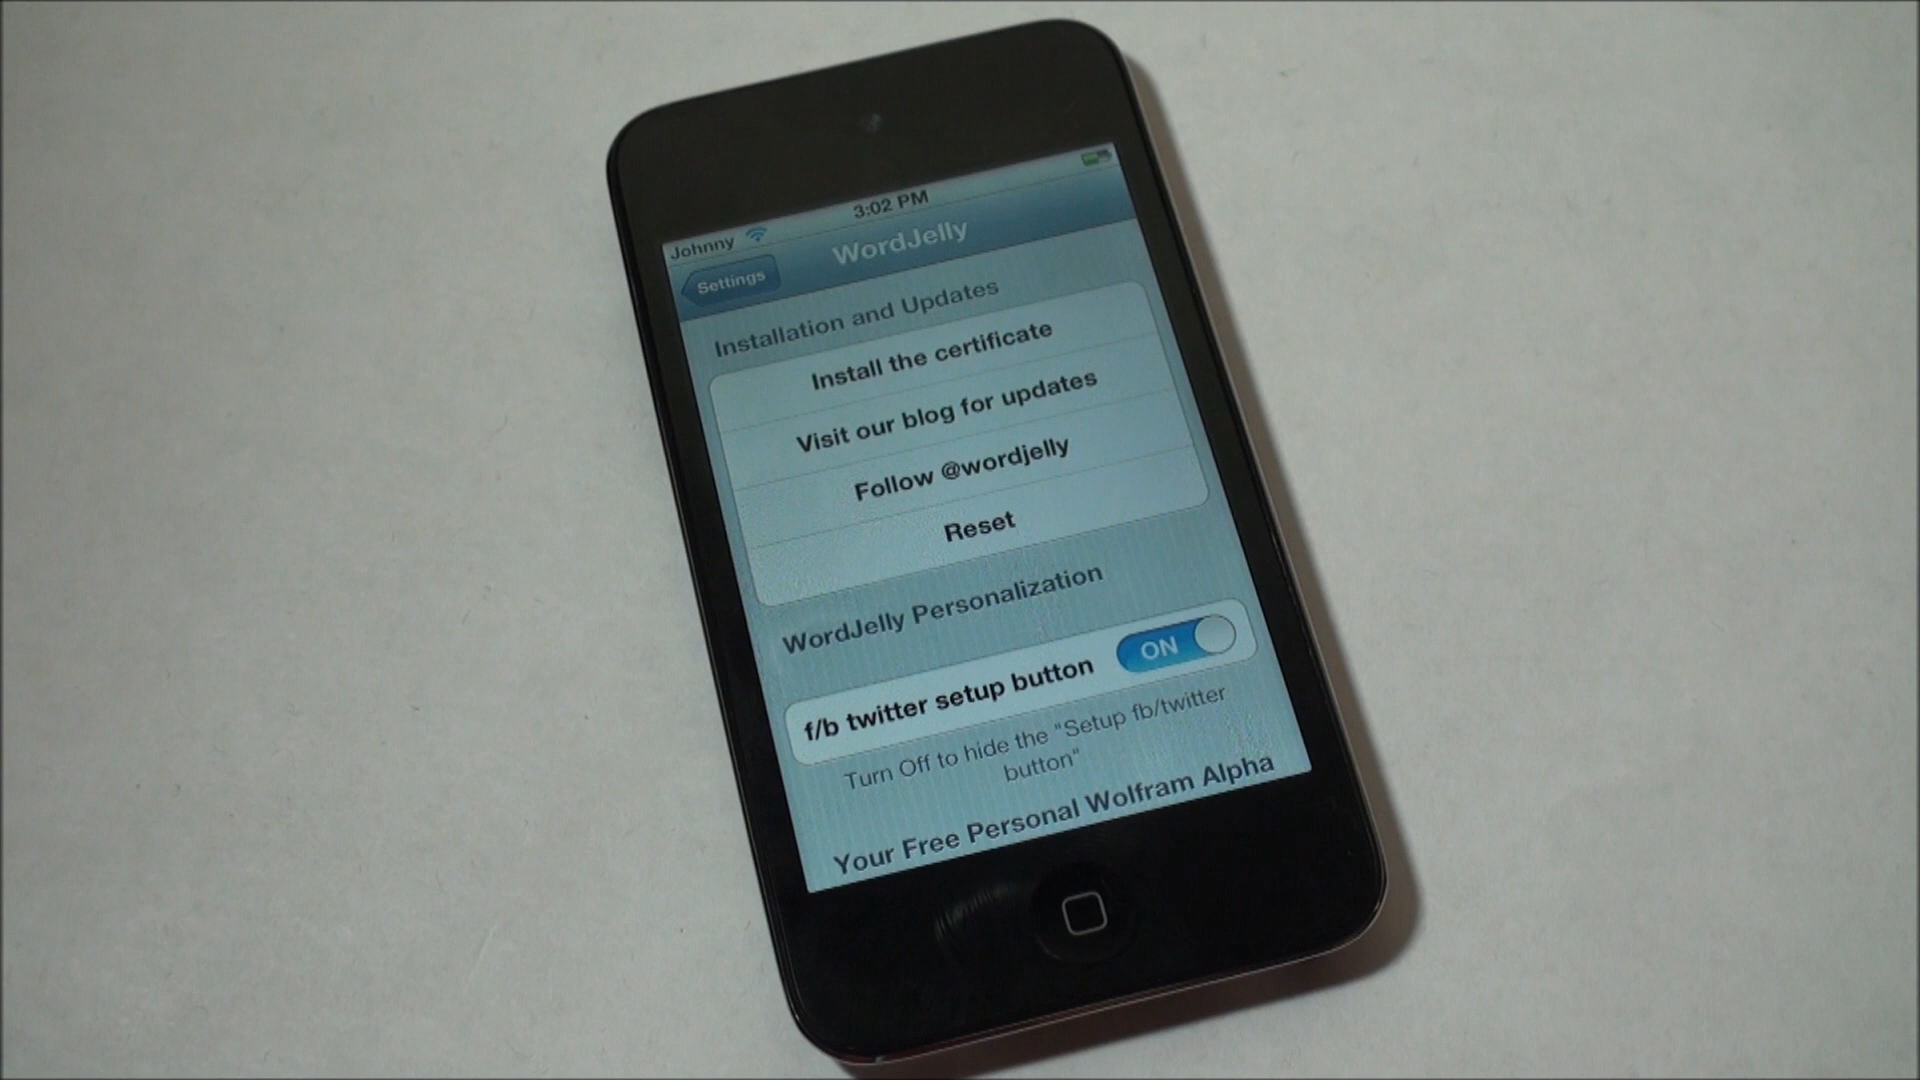 Johnny
3:02 PM
Settings
WordJelly
Installation and Updates
Install the certificate
Visit our blog for updates
Follow @wordjelly
Reset
WordJelly Personalization
f/b twitter setup button
ON
Turn Off to hide the "Setup fb/twitter
button"
Your Free Personal Wolfram Alpha